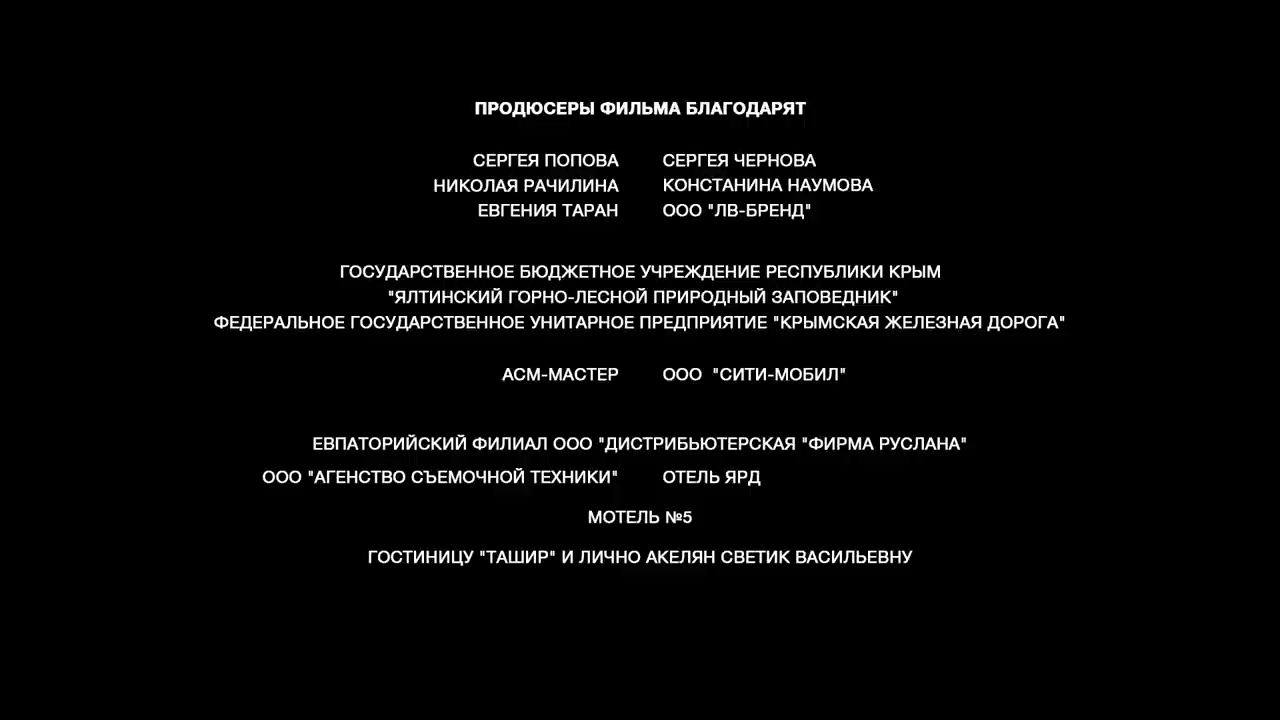 ПРОДЮСЕРЫ ФИЛЬМА БЛАГОДАРЯТ
СЕРГЕЯ ПОПОВА СЕРГЕЯ ЧЕРНОВА
НИКОЛАЯ РАЧИЛИНА КОНСТАНИНА НАУМОВА
ЕВГЕНИЯ ТАРАН ООО "ЛВ-БРЕНД"
ГОСУДАРСТВЕННОЕ БЮДЖЕТНОЕ УЧРЕЖДЕНИЕ РЕСПУБЛИКИ КРЫМ
"ЯЛТИНСКИЙ ГОРНО-ЛЕСНОЙ ПРИРОДНЫЙ ЗАПОВЕДНИК"
ФЕДЕРАЛЬНОЕ ГОСУДАРСТВЕННОЕ УНИТАРНОЕ ПРЕДПРИЯТИЕ "КРЫМСКАЯ ЖЕЛЕЗНАЯ ДОРОГА"
АСМ-МАСТЕР ООО "СИТИ-МОБИЛ"
ЕВПАТОРИЙСКИЙ ФИЛИАЛ ООО "ДИСТРИБЬЮТЕРСКАЯ "ФИРМА РУСЛАНА"
ООО "АГЕНСТВО СЪЕМОЧНОЙ ТЕХНИКИ" ОТЕЛЬ ЯРД
МОТЕЛЬ №5
ГОСТИНИЦУ "ТАШИР" И ЛИЧНО АКЕЛЯН СВЕТИК ВАСИЛЬЕВНУ